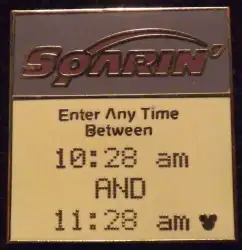 Soarin'
Enter Any Time
Between
10:28 am
AND
11:28 am